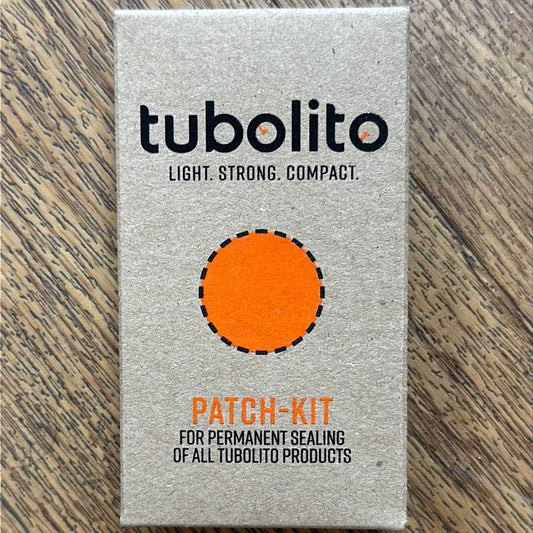 tubolito
LIGHT. STRONG. COMPACT.
PATCH-KIT
FOR PERMANENT SEALING
OF ALL TUBOLITO PRODUCTS